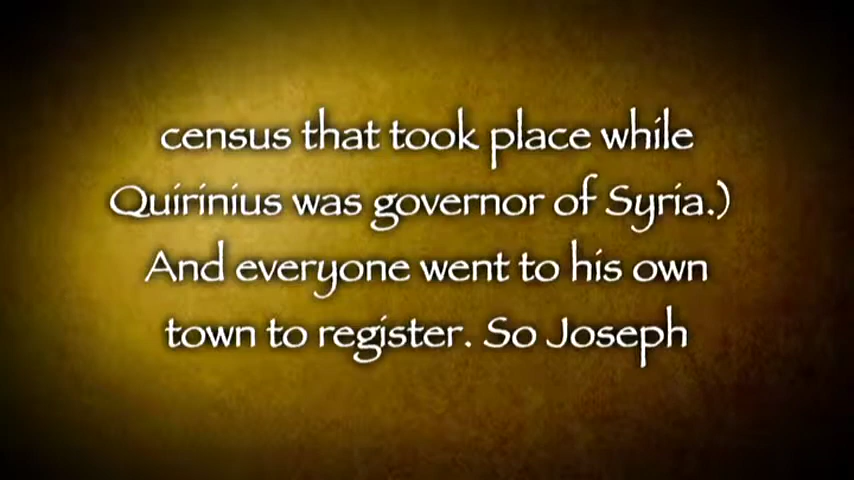 census that took place while
Quirinius was governor of Syria.)
And everyone went to his own
town to register. So Joseph